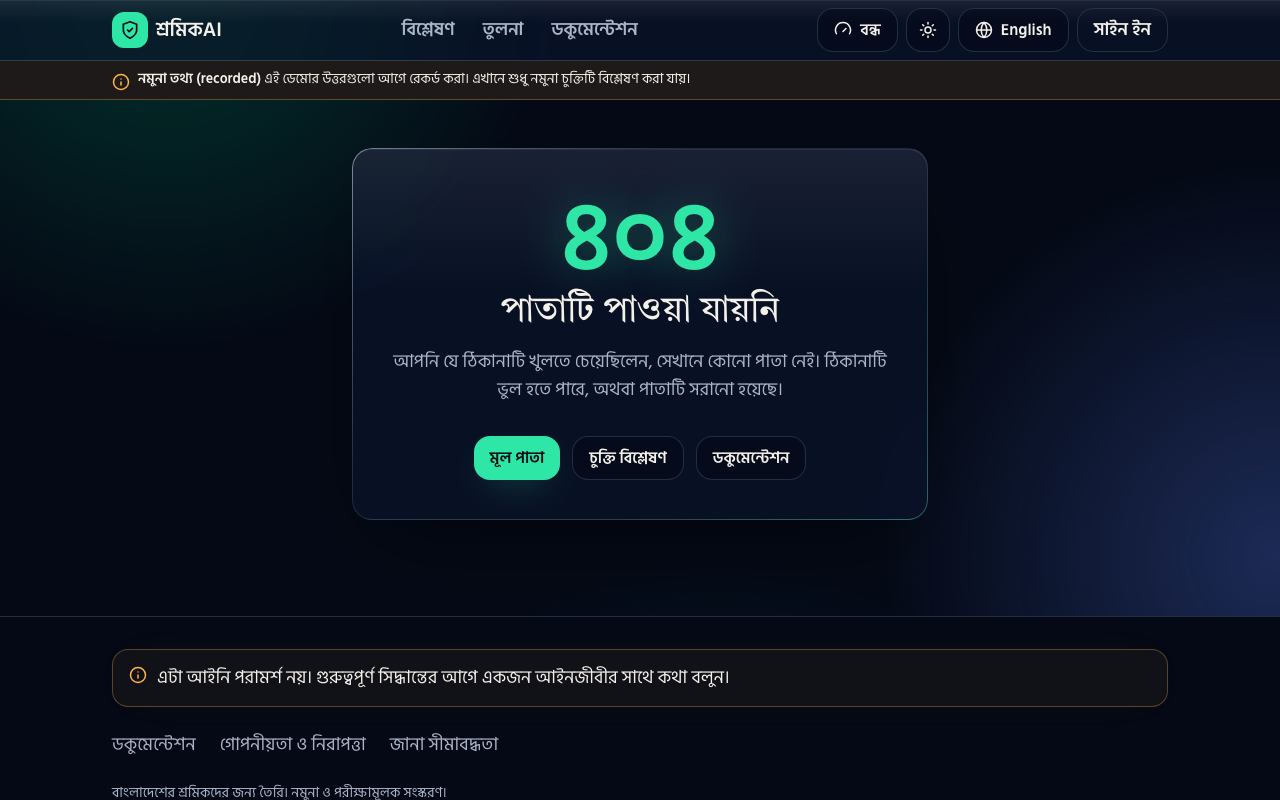 শ্রমিকAI
বিশ্লেষণ
তুলনা
ডকুমেন্টেশন
বন্ধ
English
সাইন ইন
নমুনা তথ্য (recorded) এই ডেমোর উত্তরগুলো আগে রেকর্ড করা। এখানে শুধু নমুনা চুক্তিটি বিশ্লেষণ করা যায়।
৪০৪
পাতাটি পাওয়া যায়নি
আপনি যে ঠিকানাটি খুলতে চেয়েছিলেন, সেখানে কোনো পাতা নেই। ঠিকানাটি
ভুল হতে পারে, অথবা পাতাটি সরানো হয়েছে।
মূল পাতা
চুক্তি বিশ্লেষণ
ডকুমেন্টেশন
এটা আইনি পরামর্শ নয়। গুরুত্বপূর্ণ সিদ্ধান্তের আগে একজন আইনজীবীর সাথে কথা বলুন।
ডকুমেন্টেশন
গোপনীয়তা ও নিরাপত্তা
জানা সীমাবদ্ধতা
বাংলাদেশের শ্রমিকদের জন্য তৈরি। নমুনা ও পরীক্ষামূলক সংস্করণ।